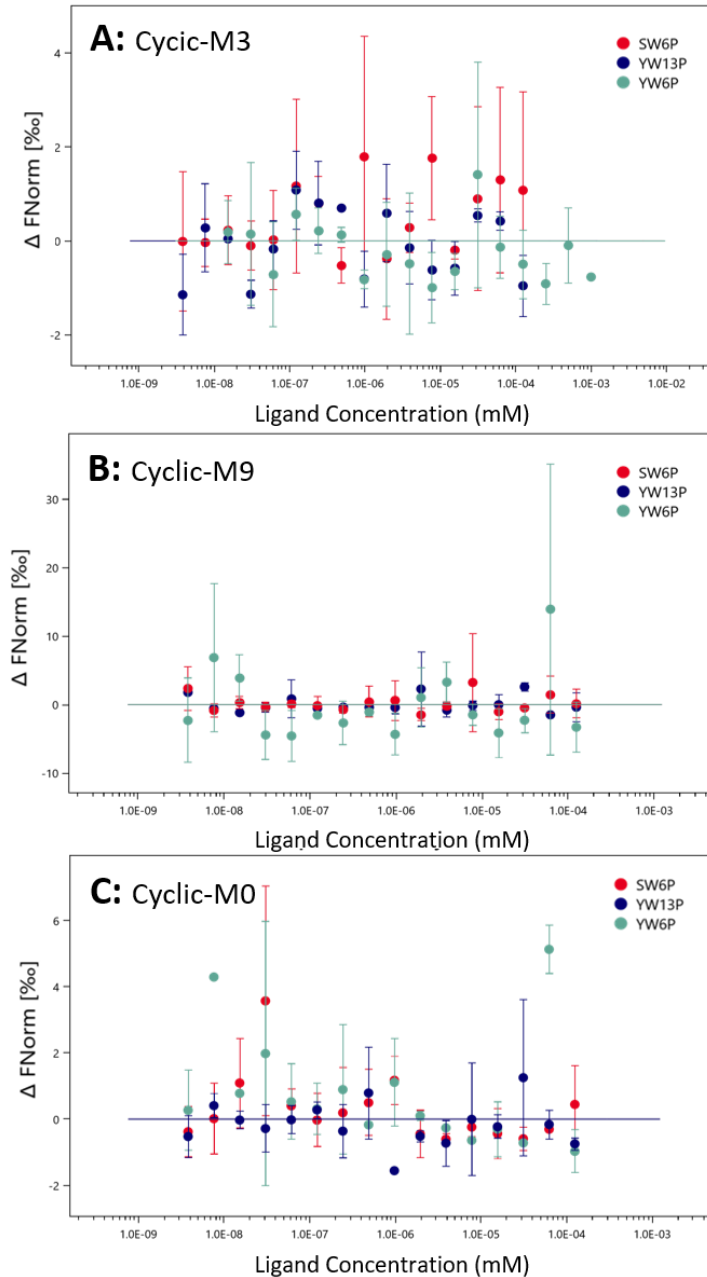 A: Cycic-M3
SW6P
YW13P
YW6P
Δ FNorm [‰]
4
2
0
-2
1.0E-09 1.0E-08 1.0E-07 1.0E-06 1.0E-05 1.0E-04 1.0E-03 1.0E-02
Ligand Concentration (mM)
B: Cyclic-M9
SW6P
YW13P
YW6P
Δ FNorm [‰]
30
20
10
0
-10
1.0E-09 1.0E-08 1.0E-07 1.0E-06 1.0E-05 1.0E-04 1.0E-03
Ligand Concentration (mM)
C: Cyclic-M0
SW6P
YW13P
YW6P
Δ FNorm [‰]
6
4
2
0
-2
1.0E-09 1.0E-08 1.0E-07 1.0E-06 1.0E-05 1.0E-04 1.0E-03
Ligand Concentration (mM)